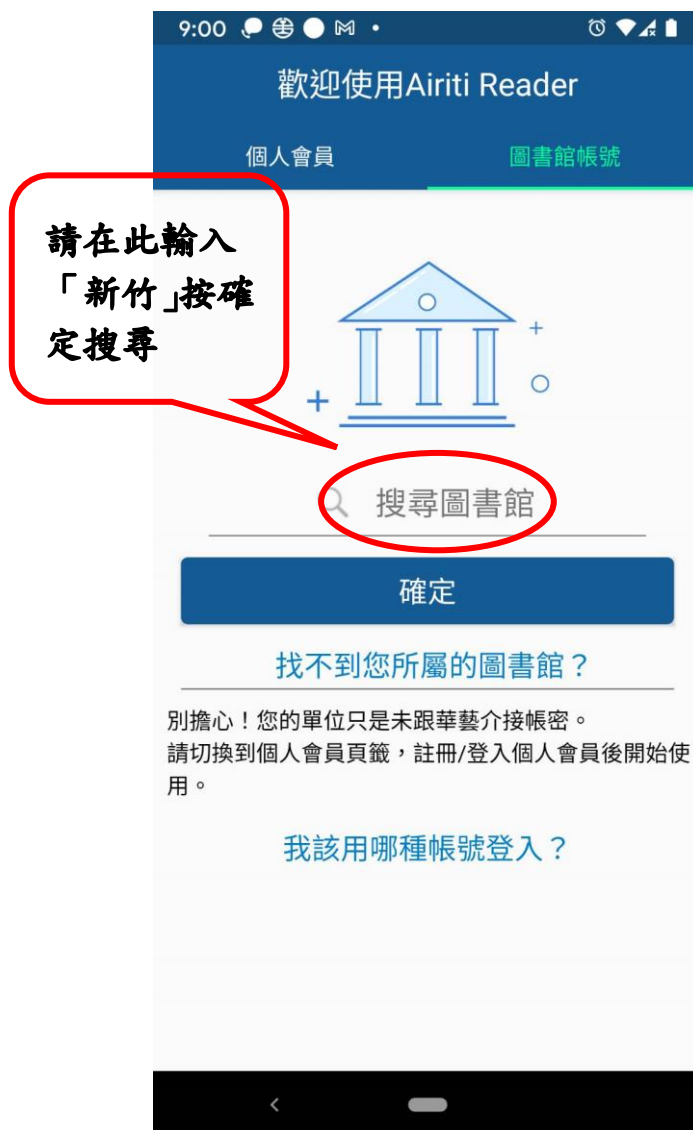 9:00
歡迎使用Airiti Reader
個人會員
圖書館帳號
請在此輸入
「新竹」按確
定搜尋
搜尋圖書館
確定
找不到您所屬的圖書館？
別擔心！您的單位只是未跟華藝介接帳密。
請切換到個人會員頁籤，註冊/登入個人會員後開始使
用。
我該用哪種帳號登入？